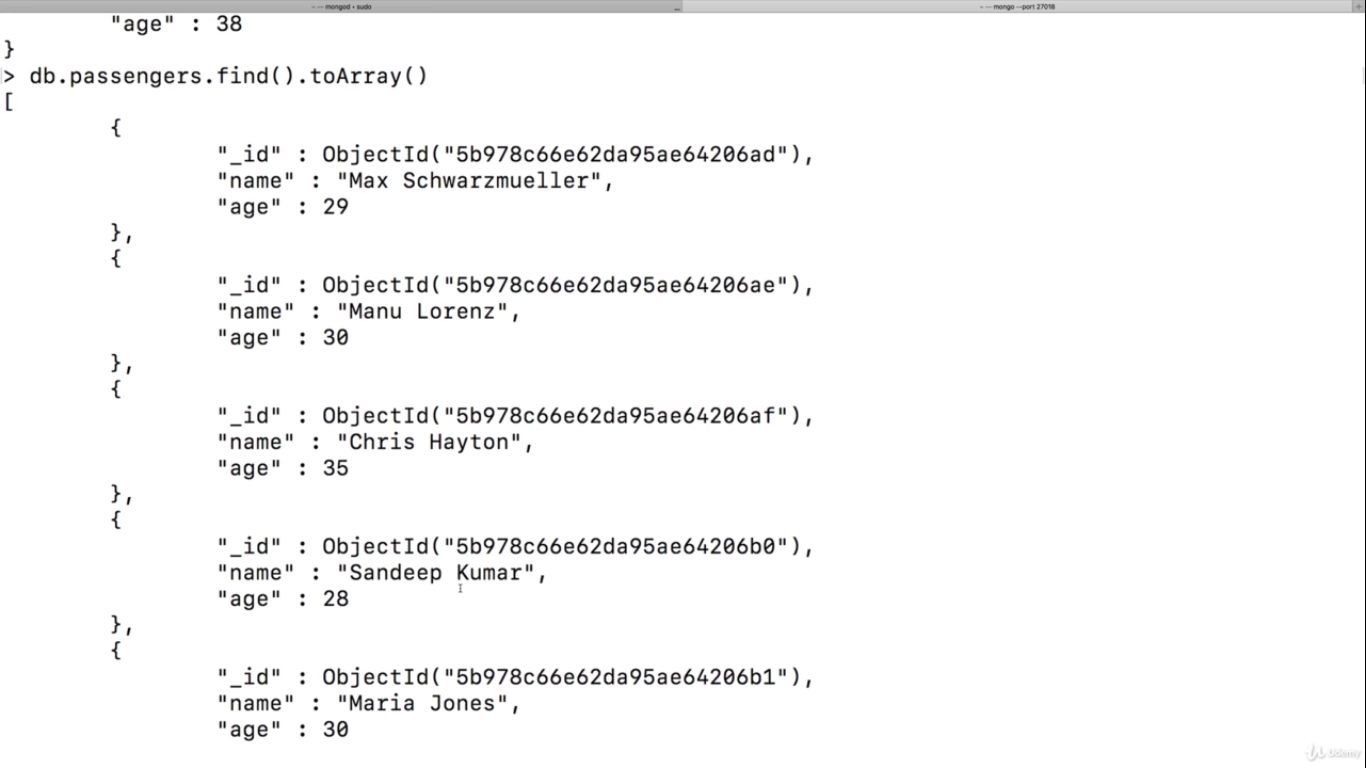 ~ — mongod • sudo
~ — mongo --port 27018
"age" : 38
}
> db.passengers.find().toArray()
[
{
"_id" : ObjectId("5b978c66e62da95ae64206ad"),
"name" : "Max Schwarzmueller",
"age" : 29
},
{
"_id" : ObjectId("5b978c66e62da95ae64206ae"),
"name" : "Manu Lorenz",
"age" : 30
},
{
"_id" : ObjectId("5b978c66e62da95ae64206af"),
"name" : "Chris Hayton",
"age" : 35
},
{
"_id" : ObjectId("5b978c66e62da95ae64206b0"),
"name" : "Sandeep Kumar",
"age" : 28
},
{
"_id" : ObjectId("5b978c66e62da95ae64206b1"),
"name" : "Maria Jones",
"age" : 30
Udemy